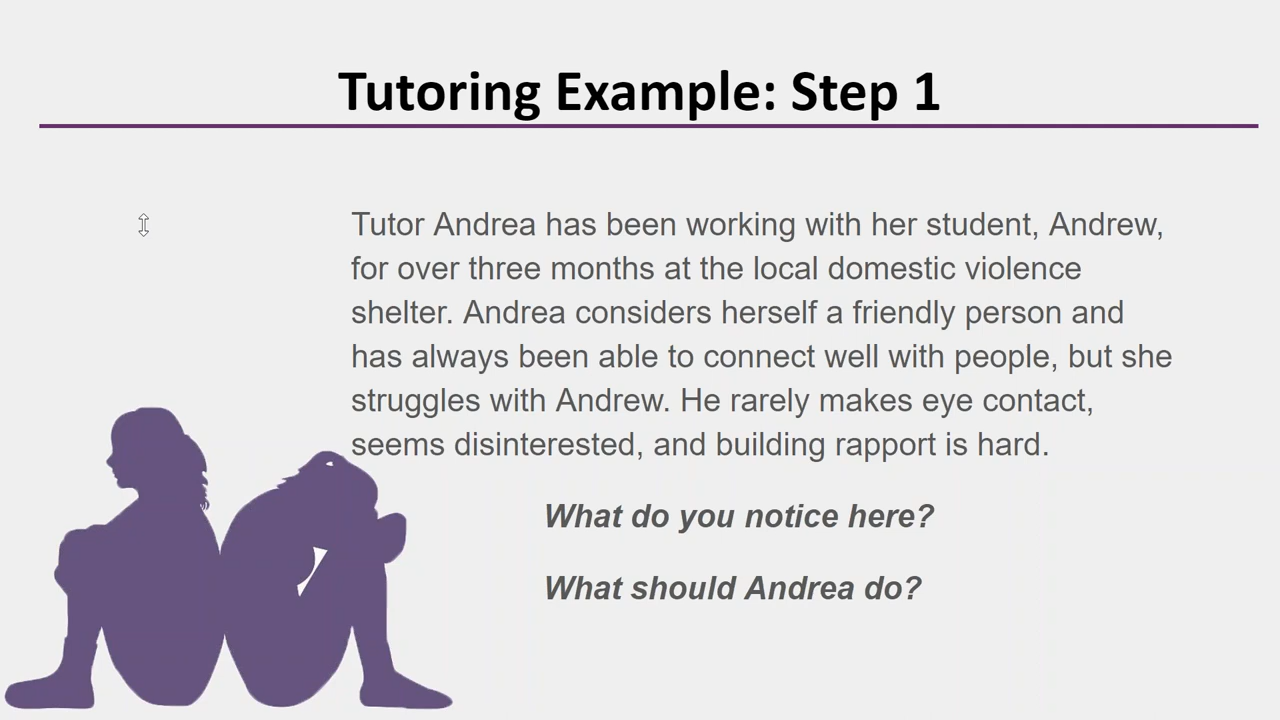 Tutoring Example: Step 1
Tutor Andrea has been working with her student, Andrew,
for over three months at the local domestic violence
shelter. Andrea considers herself a friendly person and
has always been able to connect well with people, but she
struggles with Andrew. He rarely makes eye contact,
seems disinterested, and building rapport is hard.
What do you notice here?
What should Andrea do?